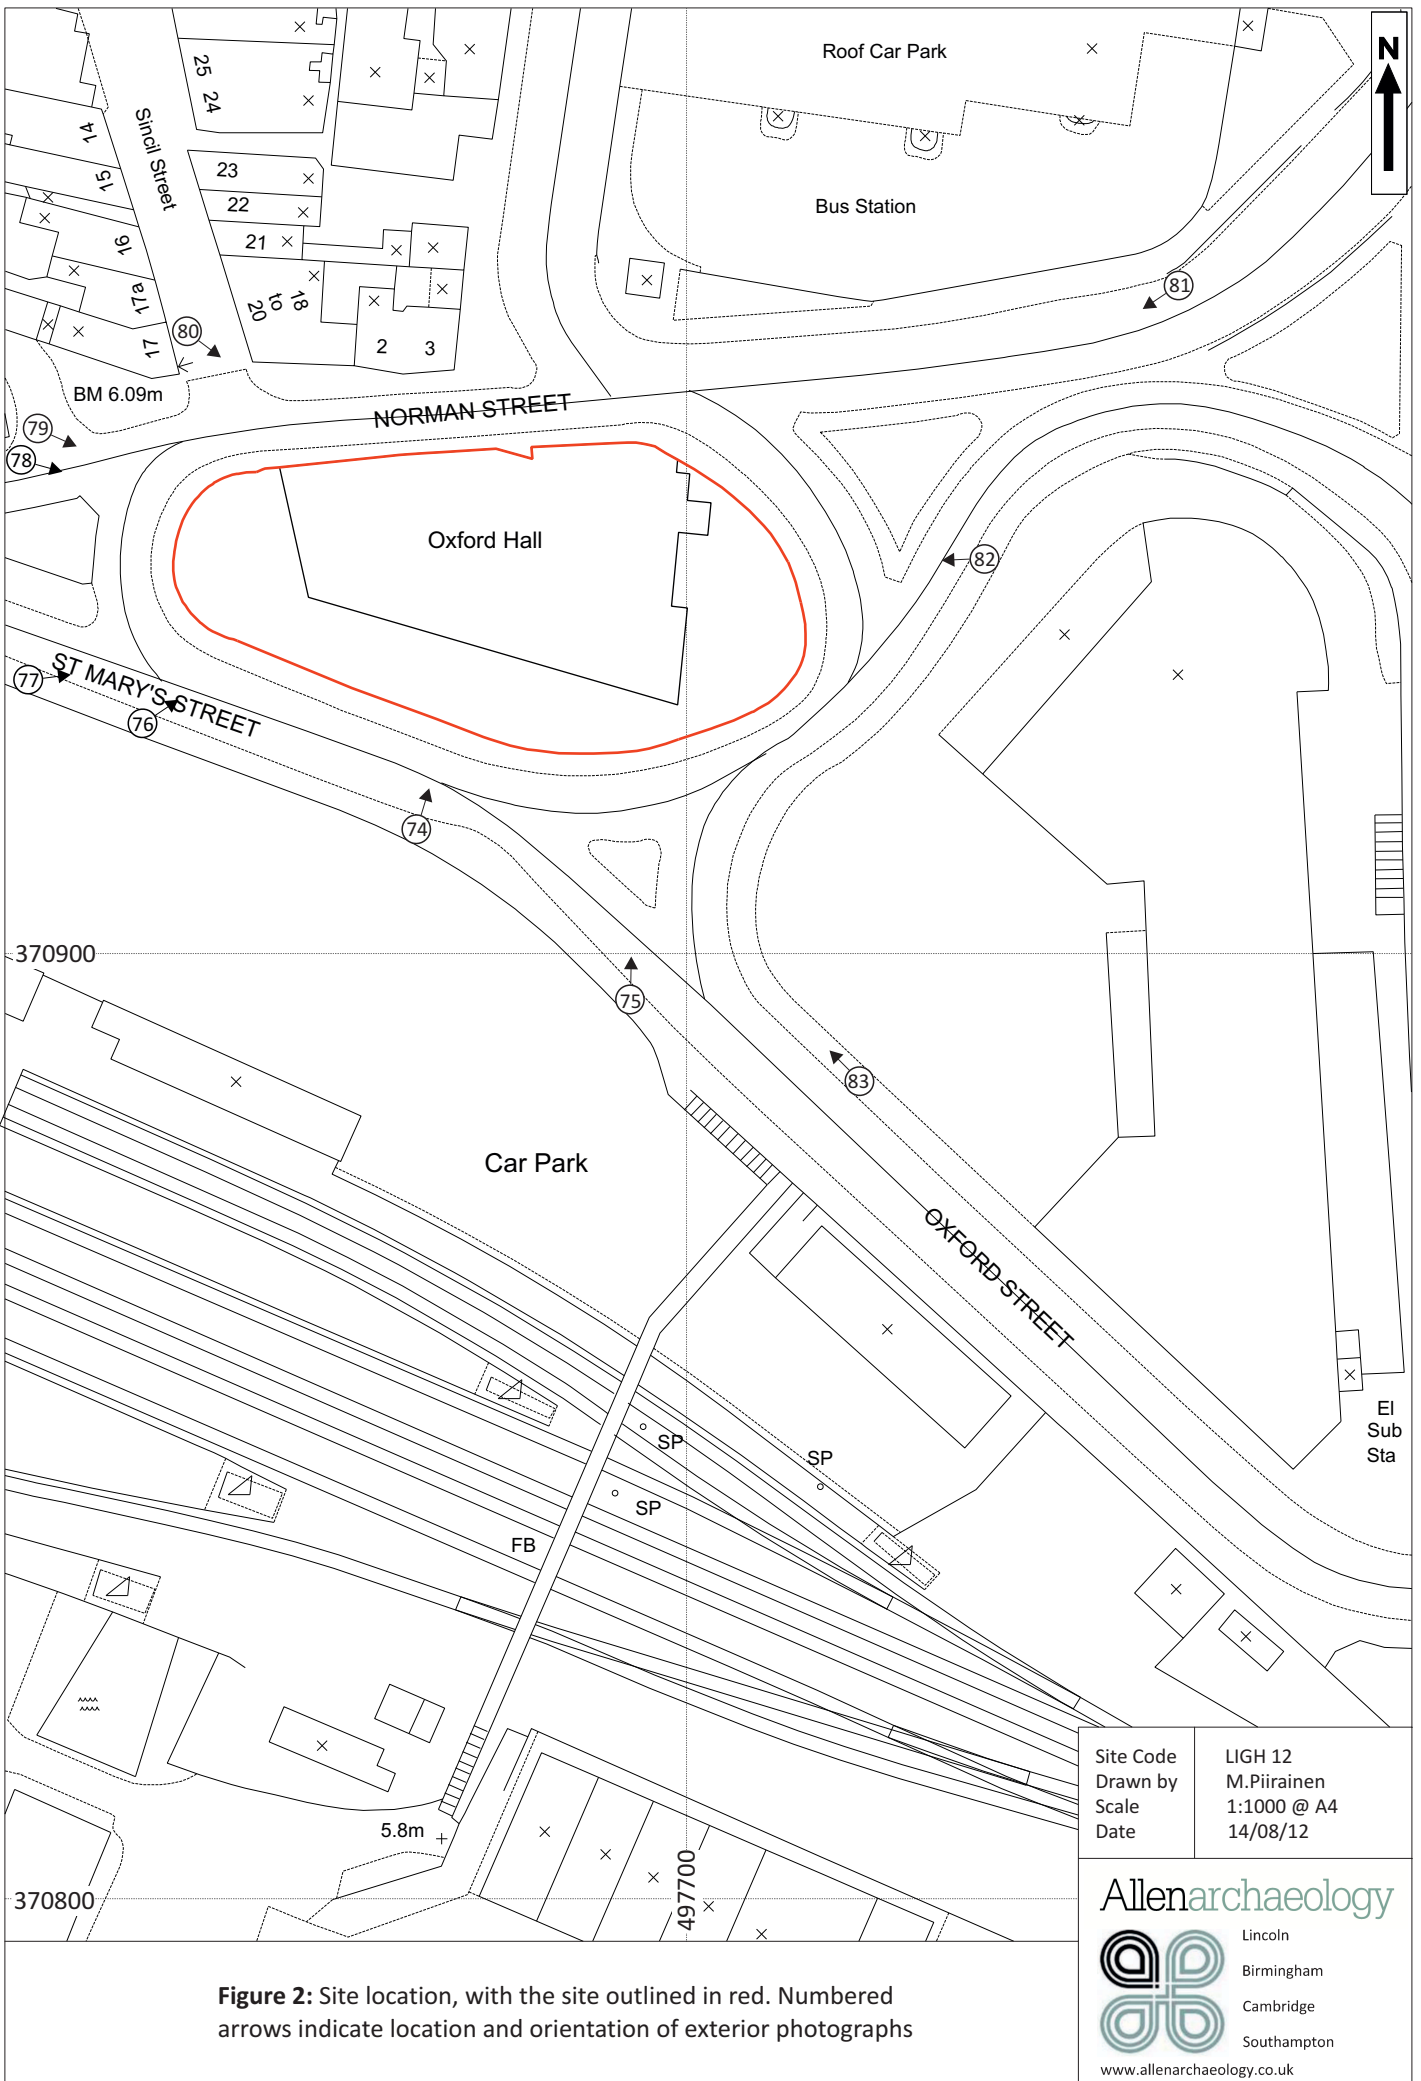 Roof Car Park
N
25
24
Sincil Street
14
15
16
17a
17
23
22
21
18
to
20
2
3
Bus Station
81
80
BM 6.09m
NORMAN STREET
79
78
Oxford Hall
82
77
ST MARY'S STREET
76
74
370900
75
83
Car Park
OXFORD STREET
El
Sub
Sta
SP
SP
SP
FB
5.8m
497700
370800
Site Code LIGH 12
Drawn by M.Piirainen
Scale 1:1000 @ A4
Date 14/08/12
Allenarchaeology
Lincoln
Birmingham
Cambridge
Southampton
www.allenarchaeology.co.uk
Figure 2: Site location, with the site outlined in red. Numbered
arrows indicate location and orientation of exterior photographs